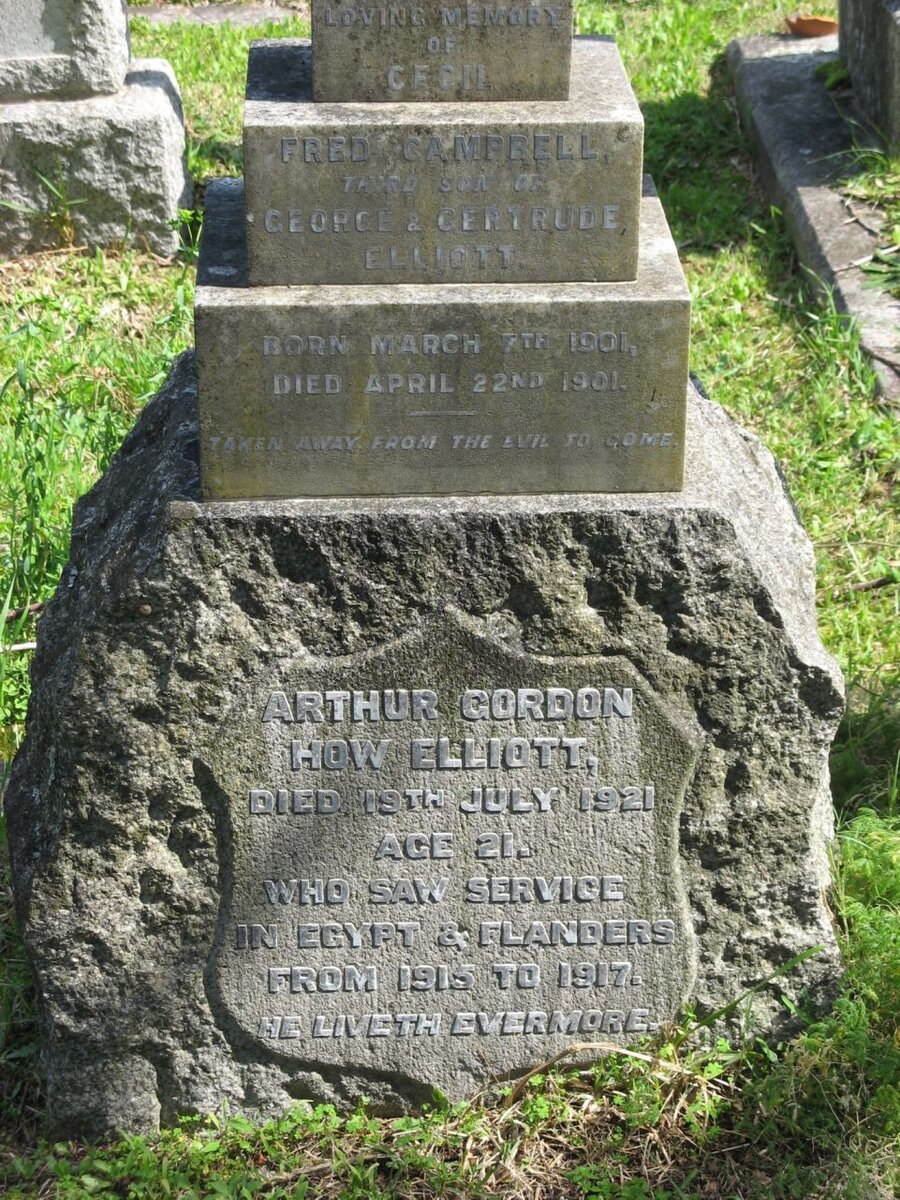 LOVING MEMORY
OF
CECIL
FRED CAMPBELL,
THIRD SON OF
GEORGE & GERTRUDE,
ELLIOTT.
BORN MARCH 7TH 1901,
DIED APRIL 22ND 1901.
TAKEN AWAY FROM THE EVIL TO COME.
ARTHUR GORDON
HOW ELLIOTT,
DIED 19TH JULY 1921
AGE 21.
WHO SAW SERVICE
IN EGYPT & FLANDERS
FROM 1915 TO 1917.
HE LIVETH EVERMORE.